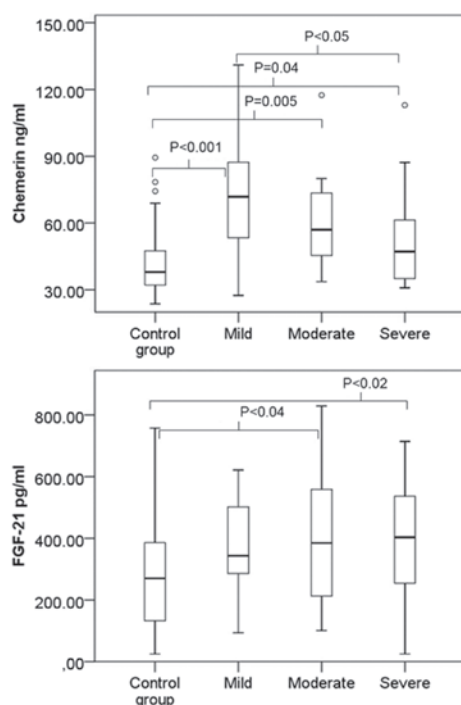 150.00
P<0.05
120.00
P=0.04
P=0.005
90.00
P<0.001
60.00
30.00
Chemerin ng/ml
Control group
Mild
Moderate
Severe
P<0.02
800.00
P<0.04
600.00
400.00
200.00
,00
FGF-21 pg/ml
Control group
Mild
Moderate
Severe